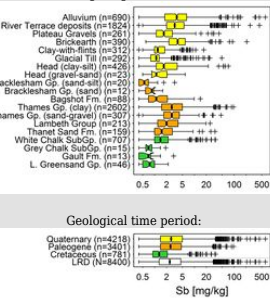 Alluvium (n=690)
River Terrace deposits (n=1824)
Plateau Gravels (n=261)
Brickearth (n=390)
Clay-with-flints (n=312)
Glacial Till (n=292)
Head (clay-silt) (n=426)
Head (gravel-sand) (n=23)
acklesham Gp. (sand-silt) (n=20)
Bracklesham Gp. (sand) (n=12)
Bagshot Fm. (n=88)
Thames Gp. (clay) (n=2602)
hames Gp. (sand-gravel) (n=307)
Lambeth Group (n=213)
Thanet Sand Fm. (n=159)
White Chalk SubGp. (n=707)
Grey Chalk SubGp. (n=15)
Gault Fm. (n=13)
L. Greensand Gp. (n=46)
0.5 2 5 20 100 500
Geological time period:
Quaternary (n=4218)
Paleogene (n=3401)
Cretaceous (n=781)
LRD (N=8400)
0.5 2 5 20 100 500
Sb [mg/kg]